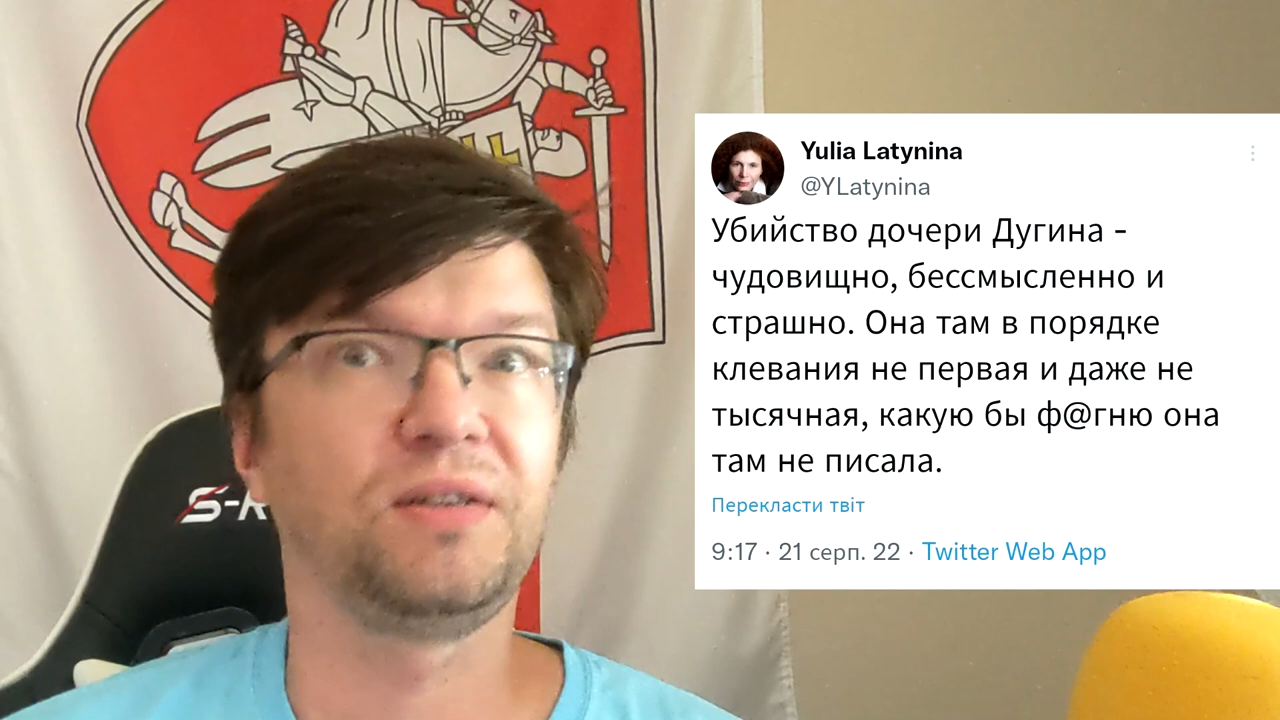 S-R
Yulia Latynina
@YLatynina
Убийство дочери Дугина -
чудовищно, бессмысленно и
страшно. Она там в порядке
клевания не первая и даже не
тысячная, какую бы ф@гню она
там не писала.
Перекласти твіт
9:17 · 21 серп. 22 · Twitter Web App